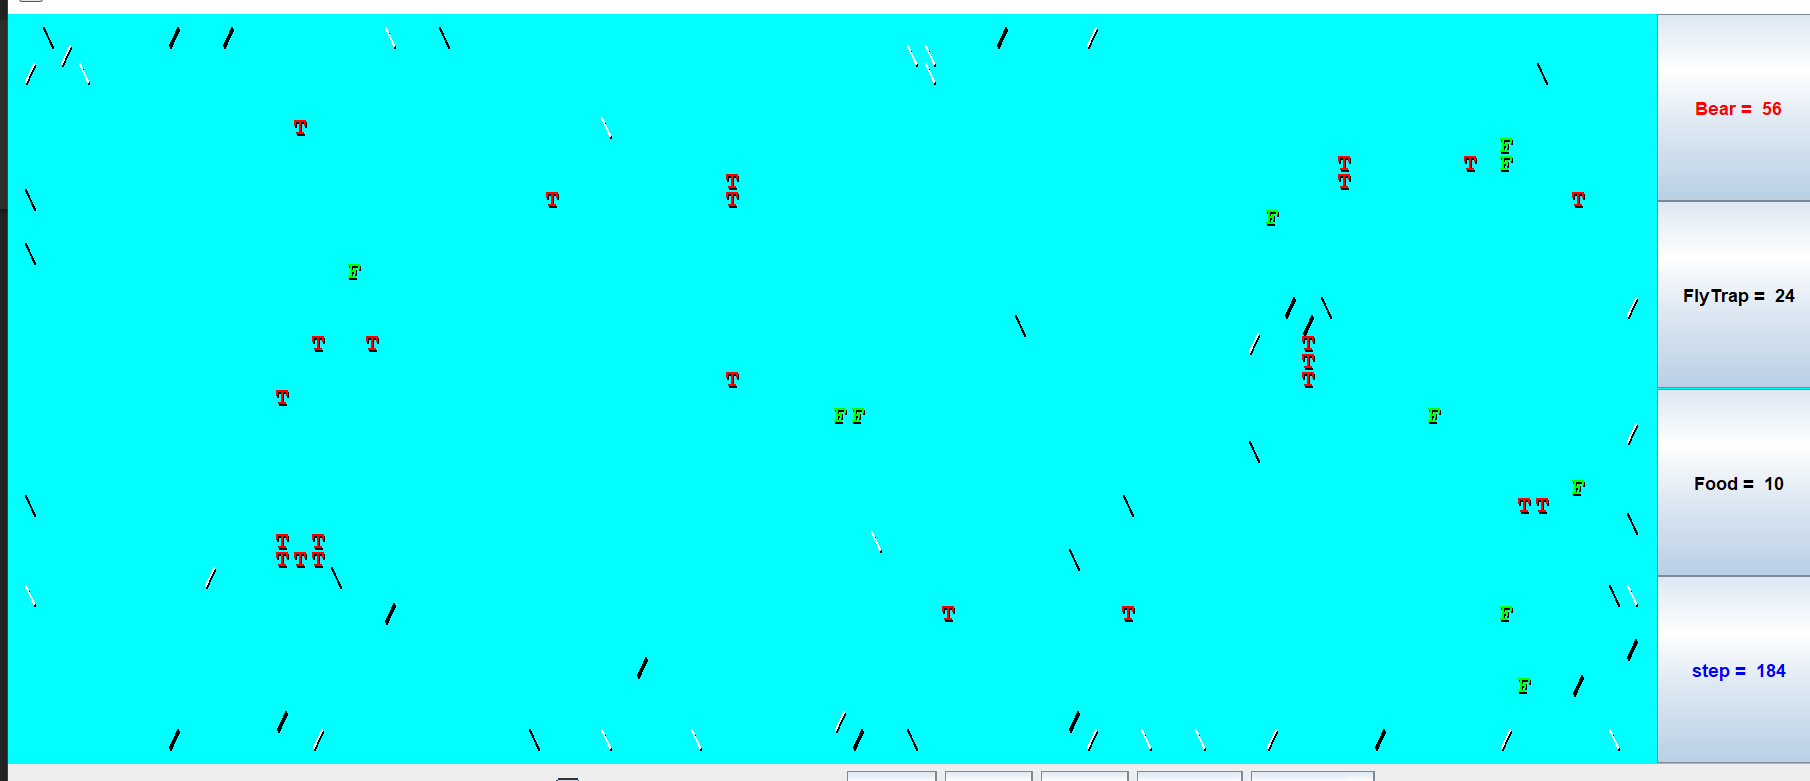 \ / / \ \ / /
/ \ \
/ \ \ \
Bear = 56
T \
F
T T F
T T
\ T T T
F
\
F
FlyTrap = 24
/ \ /
\ /
T T / T
T
T T
T
F F F
/
\
Food = 10
F
\ \ T T
\
T T \
T T T \
/ \
\ \ \
/ T T F
/
/
step = 184
F /
/ / /
/ / \ \ \ / \ / \ \ / / / \